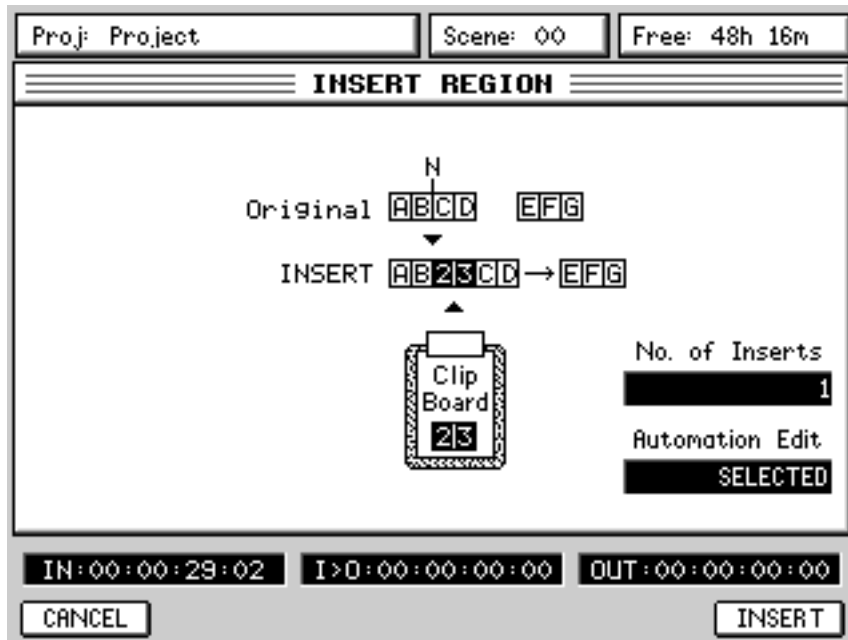 Proj: Project
Scene: 00
Free: 48h 16m
INSERT REGION
N
Original ABCD EFG
INSERT AB23CD→EFG
Clip
Board
23
No. of Inserts
1
Automation Edit
SELECTED
IN:00:00:29:02
I>O:00:00:00:00
OUT:00:00:00:00
CANCEL
INSERT